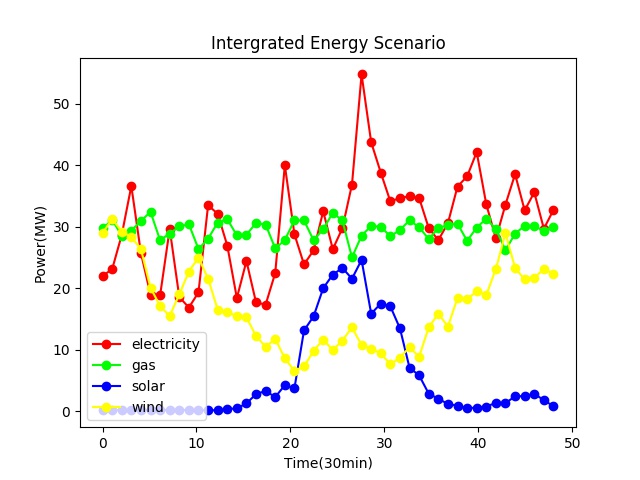 Intergrated Energy Scenario
Power(MW)
50
40
30
20
10
0
electricity
gas
solar
wind
0 10 20 30 40 50
Time(30min)